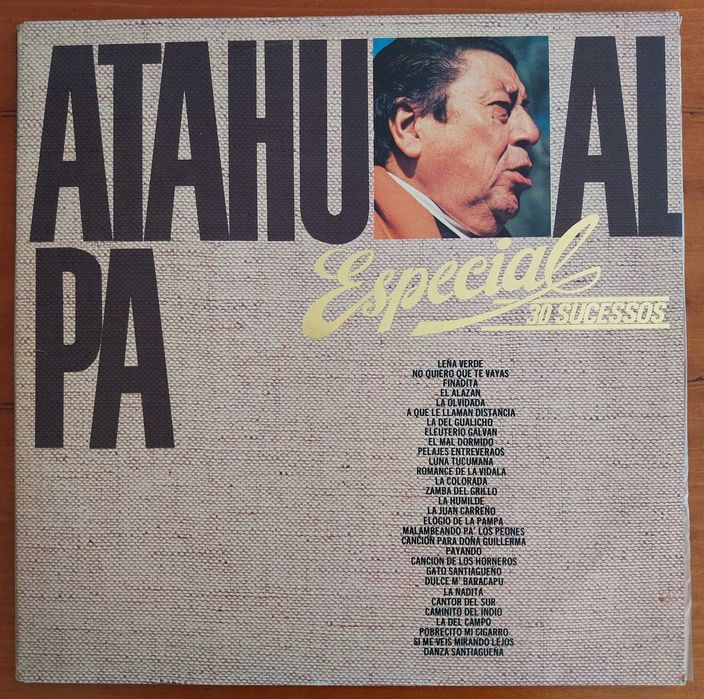 ATAHUAL
PA
Especial
30 SUCESSOS
LEÑA VERDE
NO QUIERO QUE TE VAYAS
FINADITA
EL ALAZAN
LA OLVIDADA
A QUE LE LLAMAN DISTANCIA
LA DEL GUALICHO
ELEUTERIO GALVAN
EL MAL DORMIDO
PELAJES ENTREVERAOS
LUNA TUCUMANA
ROMANCE DE LA VIDALA
LA COLORADA
ZAMBA DEL GRILLO
LA HUMILDE
LA JUAN CARREÑO
ELOGIO DE LA PAMPA
MALAMBEANDO PA' LOS PEONES
CANCION PARA DOÑA GUILLERMA
PAYANDO
CANCION DE LOS HORNEROS
GATO SANTIAGUEÑO
DULCE M' BARACAPU
LA NADITA
CANTOR DEL SUR
CAMINITO DEL INDIO
LA DEL CAMPO
POBRECITO MI CIGARRO
SI ME VEIS MIRANDO LEJOS
DANZA SANTIAGUEÑA